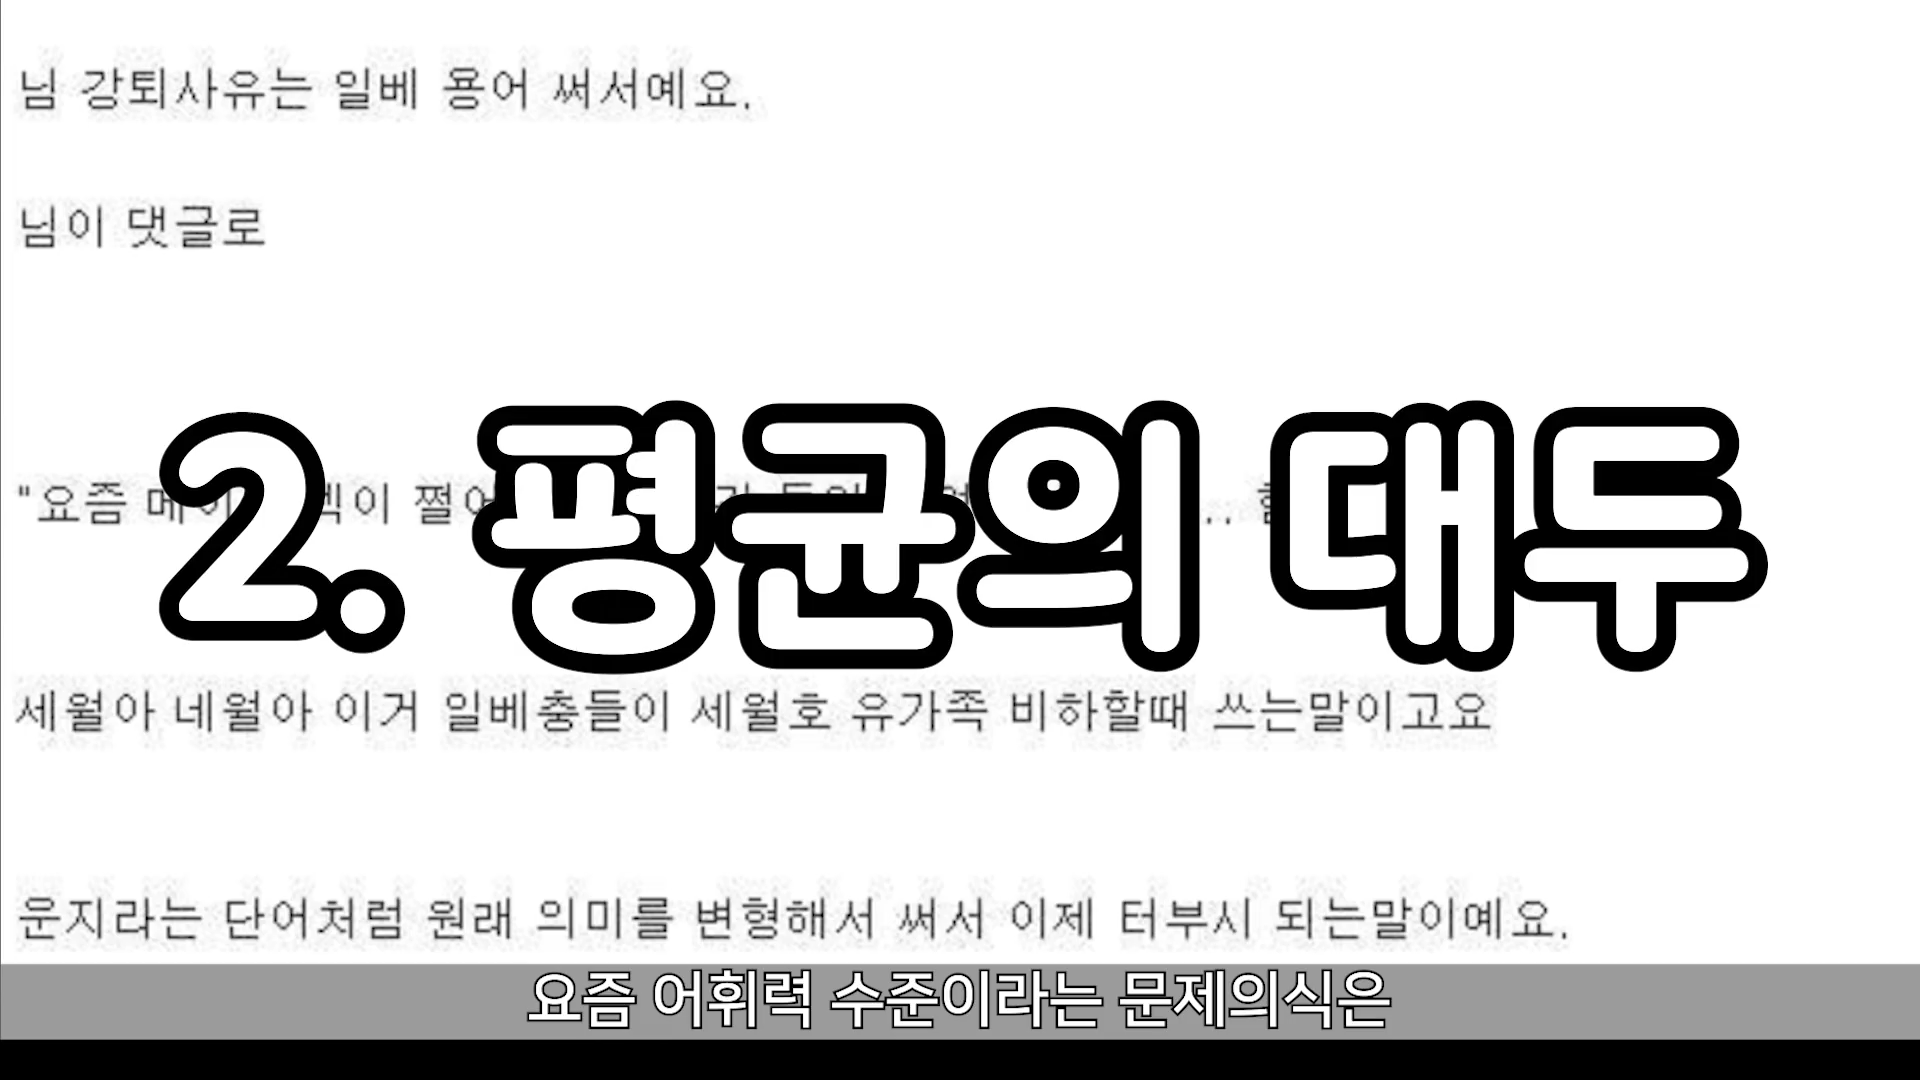 님 강퇴사유는 일베 용어 써서예요.
님이 댓글로
"요즘
2. 평균의 대두
세월아 네월아 이거 일베충들이 세월호 유가족 비하할때 쓰는말이고요
운지라는 단어처럼 원래 의미를 변형해서 써서 이제 터부시 되는말이예요.
요즘 어휘력 수준이라는 문제의식은